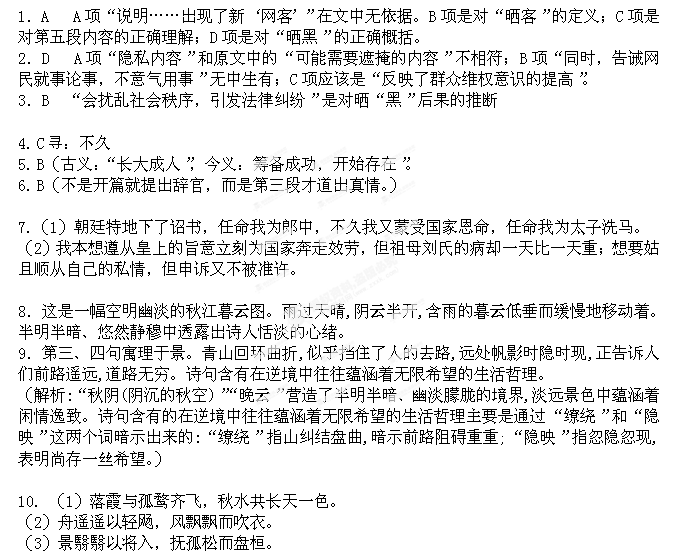 1. A　A项“说明……出现了新‘网客’”在文中无依据。B项是对“晒客”的定义；C项是
对第五段内容的正确理解；D项是对“晒黑”的正确慨括。
2. D　A项“隐私内容”和原文中的“可能需要遮掩的内容”不相符；B项“同时，告诫网
民就事论事，不意气用事”无中生有；C项应该是“反映了群众维权意识的提高”。
3. B　“会扰乱社会秩序，引发法律纠纷”是对晒“黑”后果的推断
4. C寻：不久
5. B（古义：“长大成人”，今义：筹备成功，开始存在”。
6. B（不是开篇就提出辞官，而是第三段才道出真情。）
7.（1）朝廷特地下了诏书，任命我为郎中，不久我又蒙受国家恩命，任命我为太子洗马。
（2）我本想遵从皇上的旨意立刻为国家奔走效劳，但祖母刘氏的病却一天比一天重；想要姑
且顺从自己的私情，但申诉又不被准许。
8. 这是一幅空明幽淡的秋江暮云图。雨过天晴，阴云半开，含雨的暮云低垂而缓慢地移动着。
半明半暗、悠然静穆中透露出诗人恬淡的心绪。
9. 第三、四句寓理于景。青山回环曲折，似乎挡住了人的去路，远处帆影时隐时现，正告诉人
们前路遥远，道路无穷。诗句含有在逆境中往往蕴涵着无限希望的生活哲理。
（解析：“秋阴（阴沉的秋空）”“晚云”营造了半明半暗、幽淡朦胧的境界，淡远景色中蕴涵着
闲情逸致。诗句含有的在逆境中往往蕴涵着无限希望的生活哲理主要是通过“缭绕”和“隐
映”这两个词暗示出来的：“缭绕”指山纠结盘曲，暗示前路阻碍重重；“隐映”指忽隐忽现，
表明尚存一丝希望。）
10.（1）落霞与孤鹜齐飞，秋水共长天一色。
（2）舟遥遥以轻飏，风飘飘而吹衣。
（3）景翳翳以将入，抚孤松而盘桓。